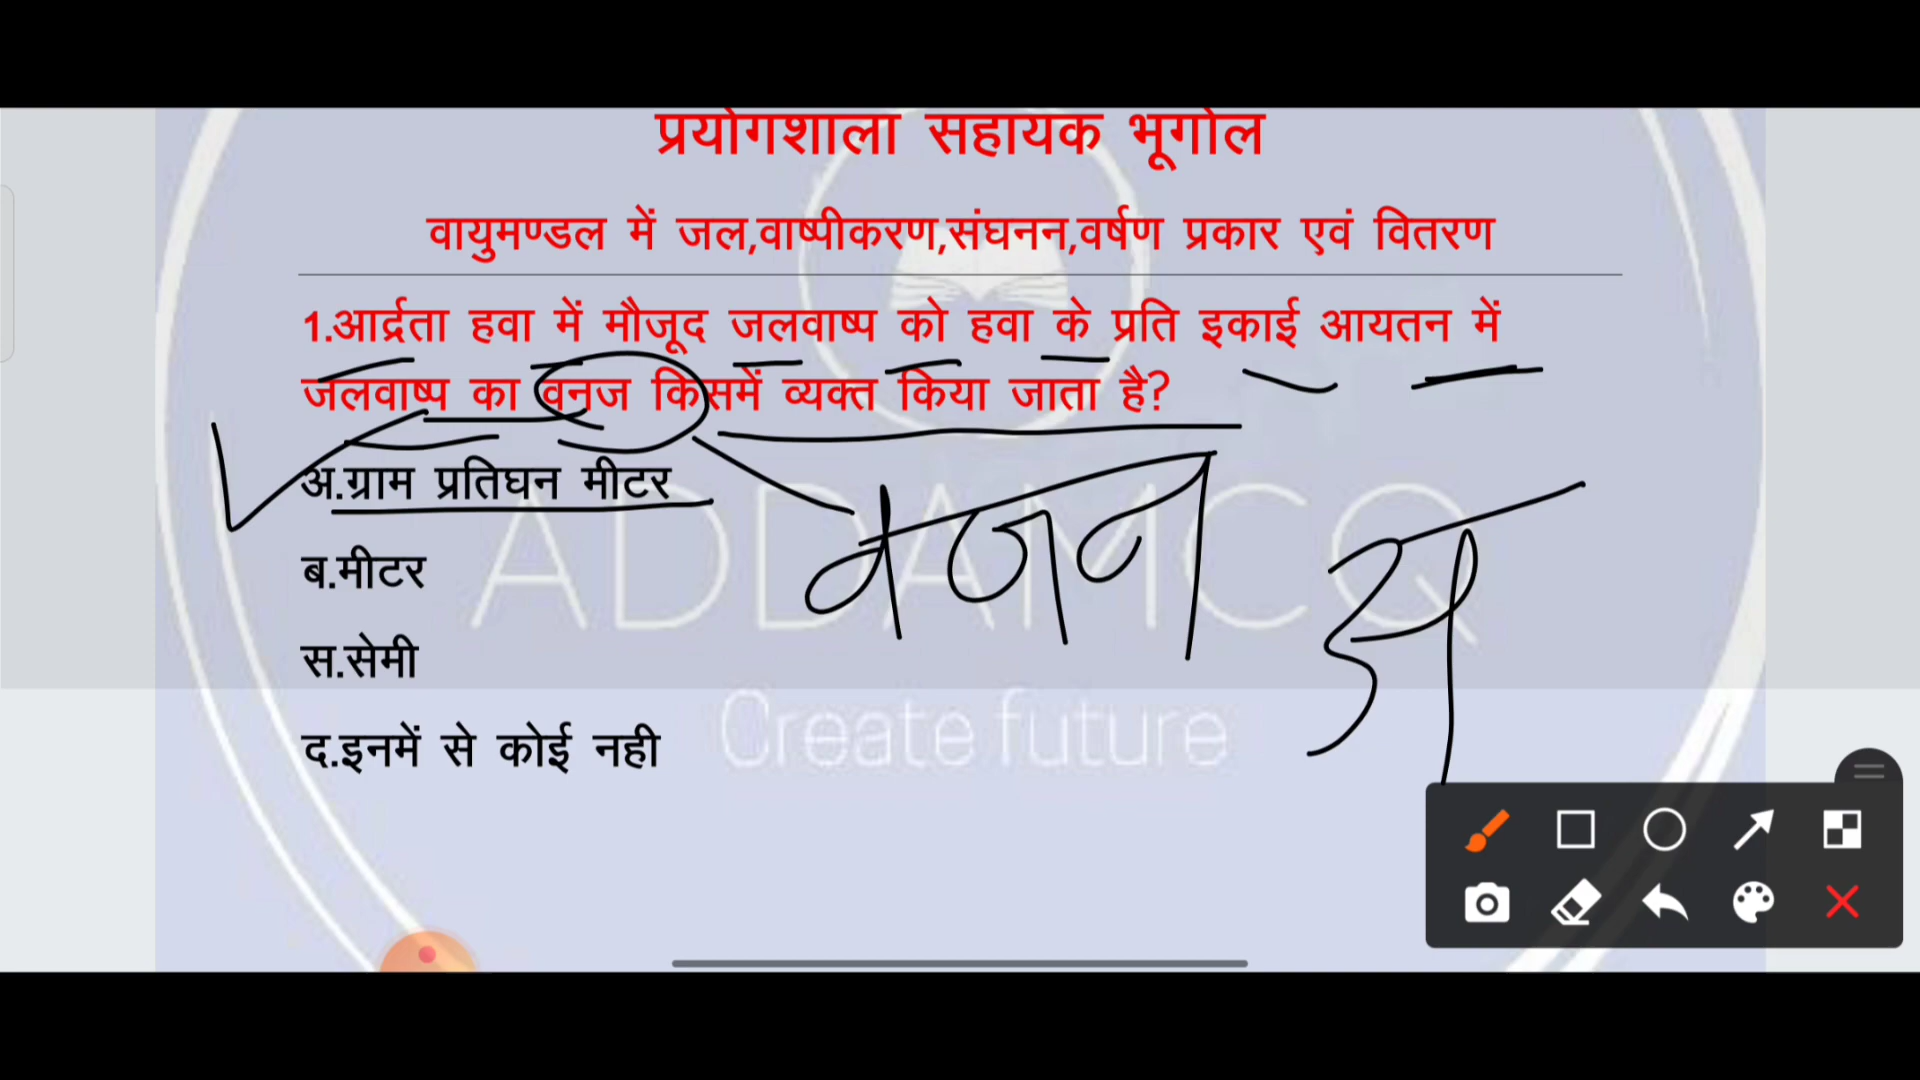 प्रयोगशाला सहायक भूगोल
वायुमण्डल में जल,वाष्पीकरण,संघनन,वर्षण प्रकार एवं वितरण
1.आर्द्रता हवा में मौजूद जलवाष्प को हवा के प्रति इकाई आयतन में
जलवाष्प का वनज किसमें व्यक्त किया जाता है?
अ.ग्राम प्रतिघन मीटर
वजन
अ
ब.मीटर
स.सेमी
द.इनमें से कोई नही
ADDAMCQ
Create future